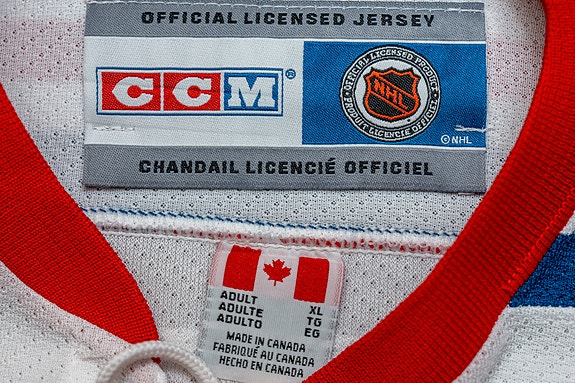 OFFICIAL LICENSED JERSEY
CCM®
OFFICIAL LICENSED PRODUCT
NHL
PRODUIT LICENCIÉ OFFICIEL
©NHL
CHANDAIL LICENCIÉ OFFICIEL
ADULT XL
ADULTE TG
ADULTO EG
MADE IN CANADA
FABRIQUÉ AU CANADA
HECHO EN CANADA